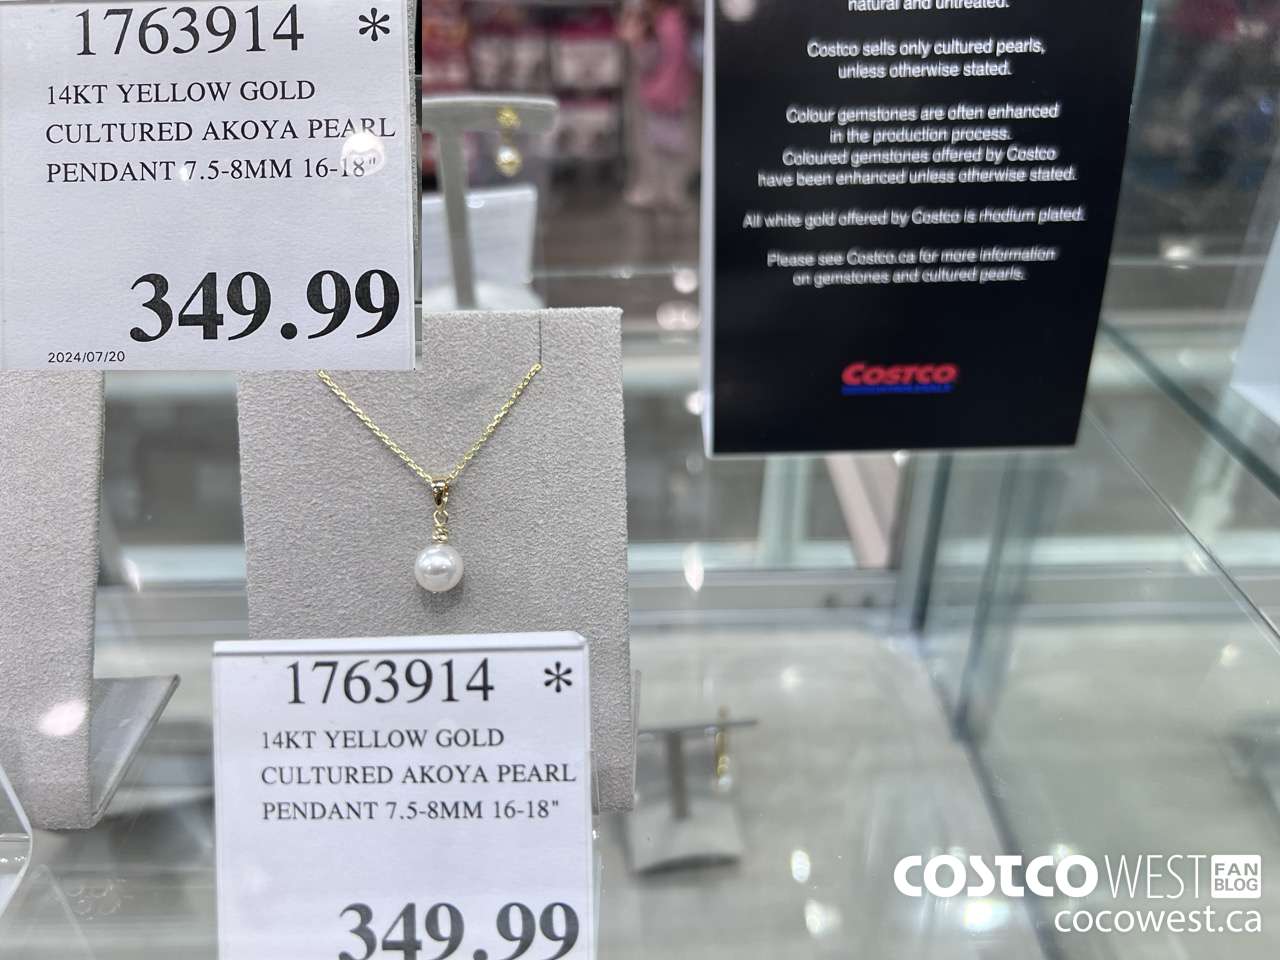 1763914 *
14KT YELLOW GOLD
CULTURED AKOYA PEARL
PENDANT 7.5-8MM 16-18"
349.99
2024/07/20
natural and untreated.
Costco sells only cultured pearls,
unless otherwise stated.
Colour gemstones are often enhanced
in the production process.
Coloured gemstones offered by Costco
have been enhanced unless otherwise stated.
All white gold offered by Costco is rhodium plated.
Please see Costco.ca for more information
on gemstones and cultured pearls.
COSTCO
1763914 *
14KT YELLOW GOLD
CULTURED AKOYA PEARL
PENDANT 7.5-8MM 16-18"
349.99
COSTCO WEST FAN BLOG
cocowest.ca